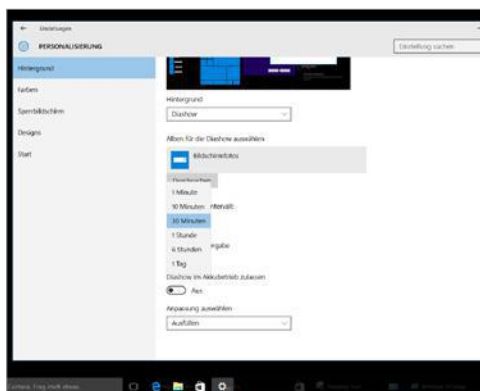 Einstellungen
PERSONALISIERUNG
Einstellung suchen
Hintergrund
Farben
Sperrbildschirm
Designs
Start
Hintergrund
Diashow
Alben für die Diashow auswählen
Bildschirmfotos
Durchsuchen
1 Minute
10 Minuten
30 Minuten
1 Stunde
6 Stunden
1 Tag
Diashow im Akkubetrieb zulassen
Aus
Anpassung auswählen
Ausfüllen